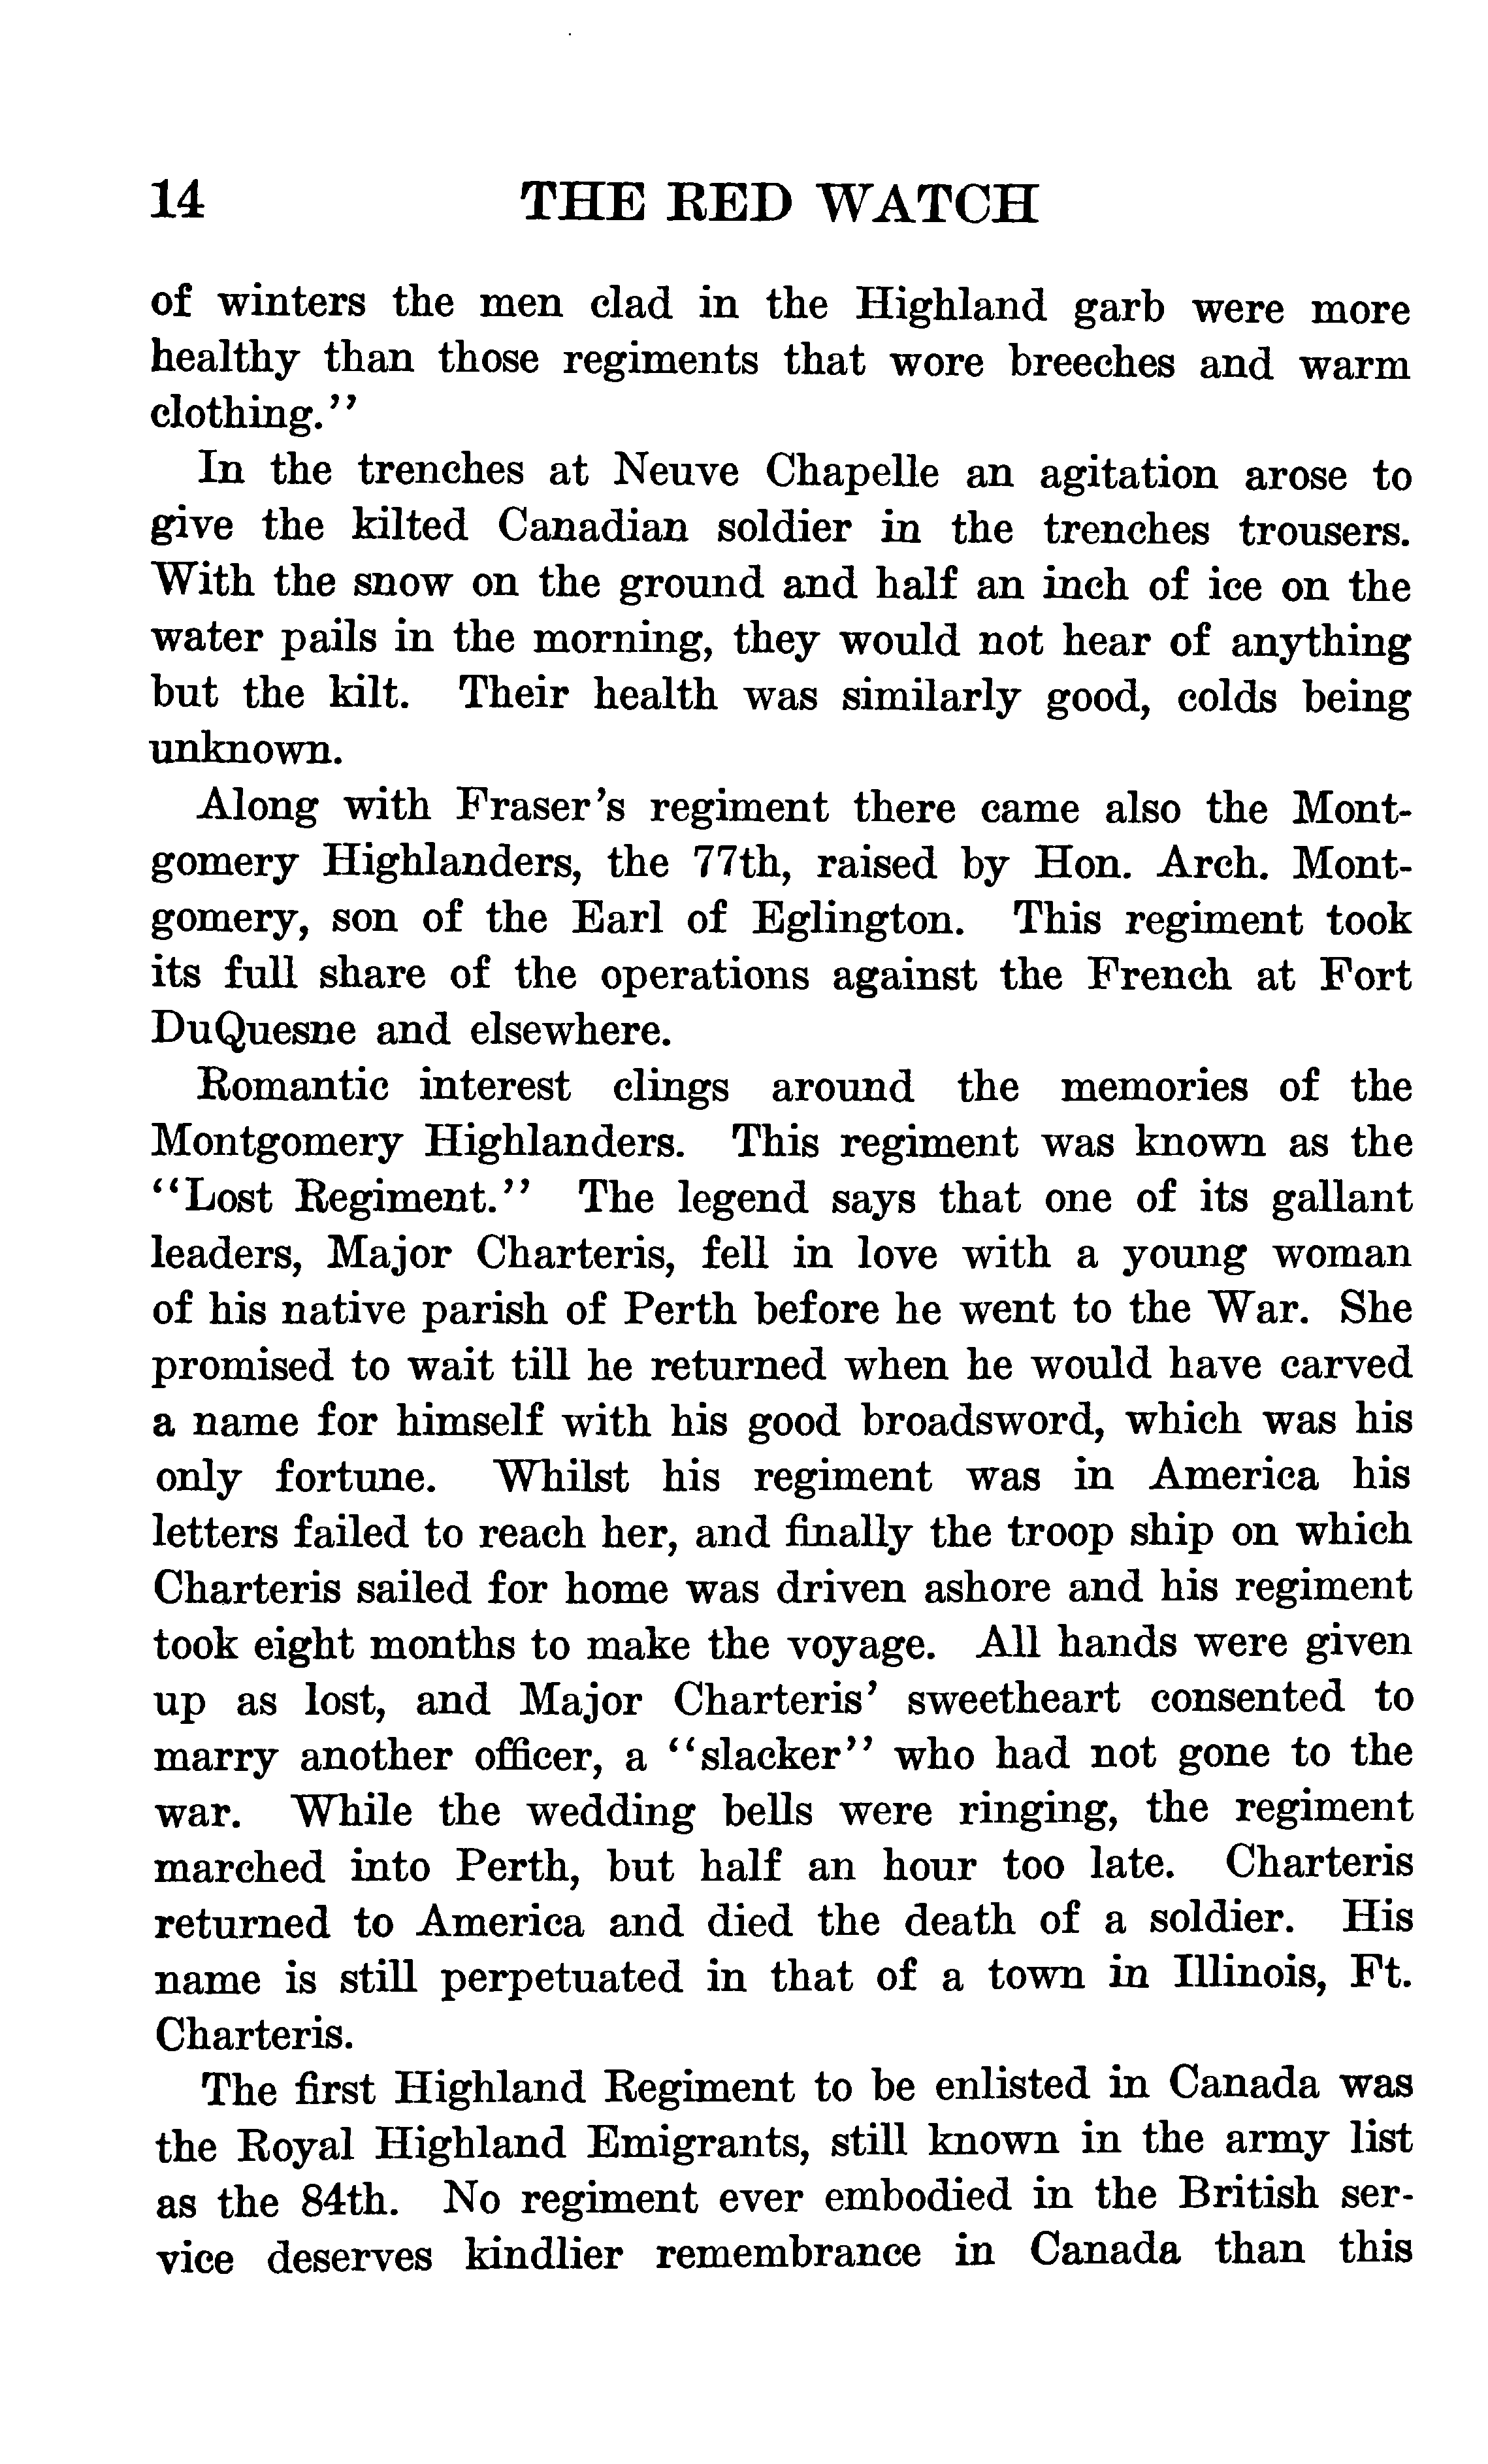 14 THE RED WATCH
of winters the men clad in the Highland garb were more
healthy than those regiments that wore breeches and warm
clothing.''
In the trenches at Neuve Chapelle an agitation arose to
give the kilted Canadian soldier in the trenches trousers.
With the snow on the ground and half an inch of ice on the
water pails in the morning, they would not hear of anything
but the kilt. Their health was similarly good, colds being
unknown.
Along with Fraser's regiment there came also the Mont-
gomery Highlanders, the 77th, raised by Hon. Arch. Mont-
gomery, son of the Earl of Eglington. This regiment took
its full share of the operations against the French at Fort
DuQuesne and elsewhere.
Romantic interest clings around the memories of the
Montgomery Highlanders. This regiment was known as the
''Lost Regiment.'' The legend says that one of its gallant
leaders, Major Charteris, fell in love with a young woman
of his native parish of Perth before he went to the War. She
promised to wait till he returned when he would have carved
a name for himself with his good broadsword, which was his
only fortune. Whilst his regiment was in America his
letters failed to reach her, and finally the troop ship on which
Charteris sailed for home was driven ashore and his regiment
took eight months to make the voyage. All hands were given
up as lost, and Major Charteris' sweetheart consented to
marry another officer, a ''slacker'' who had not gone to the
war. While the wedding bells were ringing, the regiment
marched into Perth, but half an hour too late. Charteris
returned to America and died the death of a soldier. His
name is still perpetuated in that of a town in Illinois, Ft.
Charteris.
The first Highland Regiment to be enlisted in Canada was
the Royal Highland Emigrants, still known in the army list
as the 84th. No regiment ever embodied in the British ser-
vice deserves kindlier remembrance in Canada than this